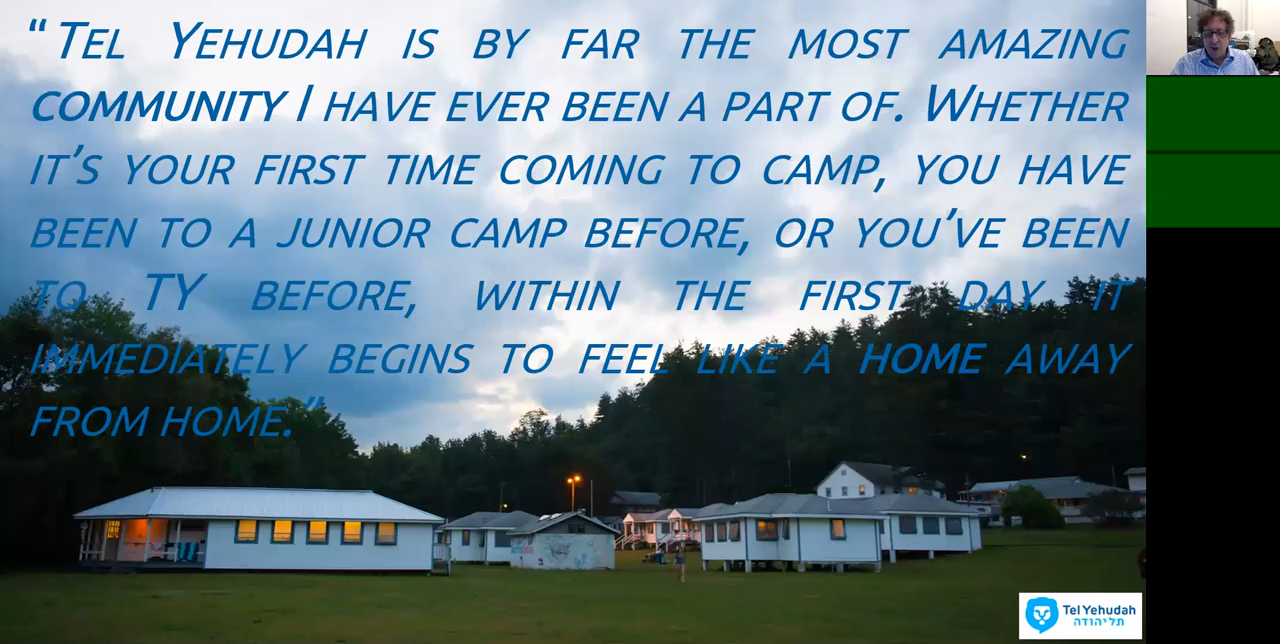 “Tel Yehudah is by far the most amazing
community I have ever been a part of. Whether
it’s your first time coming to camp, you have
been to a junior camp before, or you’ve been
to TY before, within the first day it
immediately begins to feel like a home away
from home.”
Tel Yehudah
תל יהודה